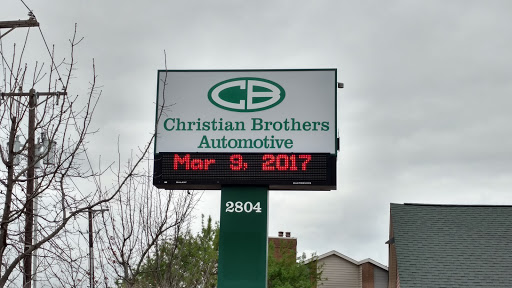 CB
Christian Brothers
Automotive
Mar 9, 2017
2804